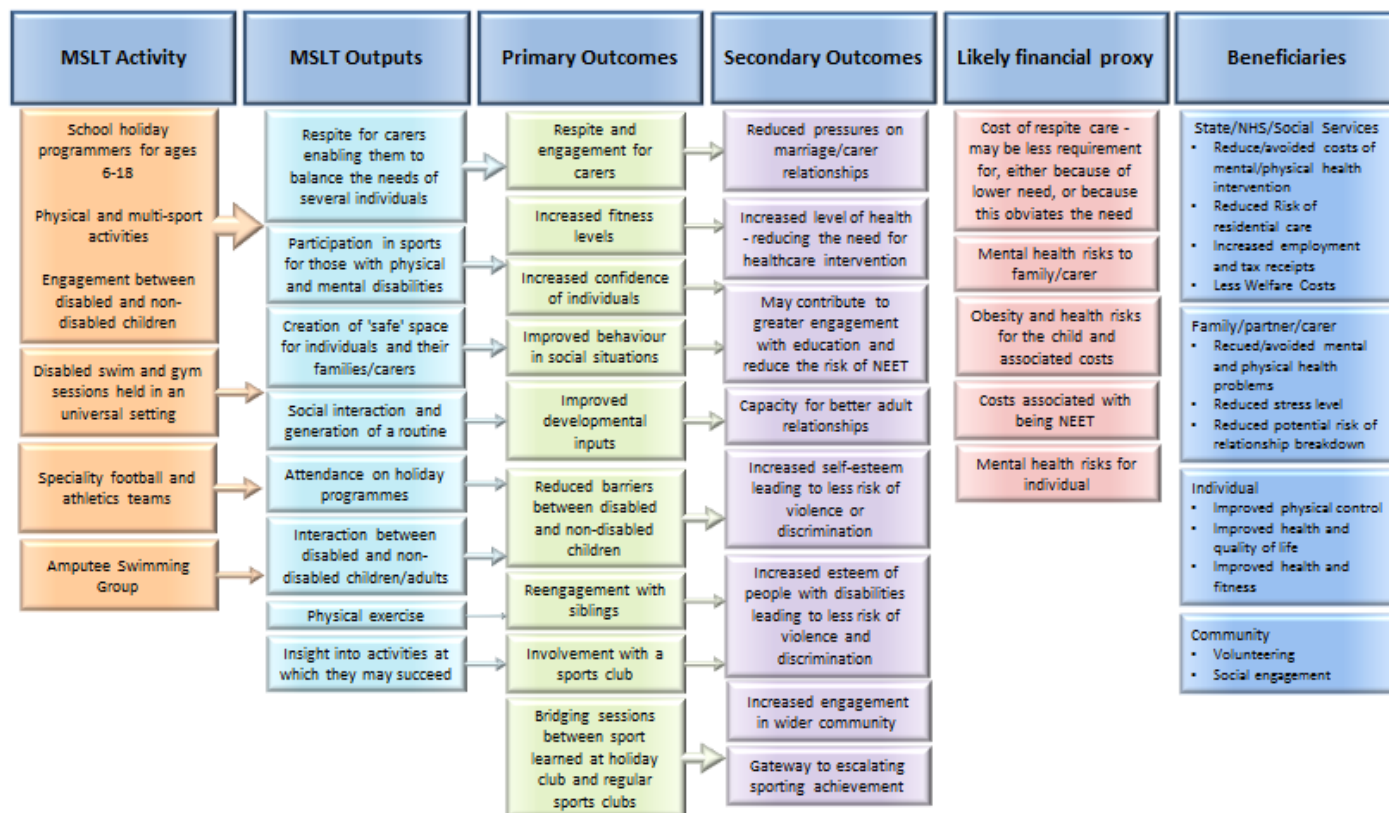 MSLT Activity
School holiday
programmers for ages
6-18
Physical and multi-sport
activities
Engagement between
disabled and non-
disabled children
Disabled swim and gym
sessions held in an
universal setting
Speciality football and
athletics teams
Amputee Swimming
Group
MSLT Outputs
Respite for carers
enabling them to
balance the needs of
several individuals
Participation in sports
for those with physical
and mental disabilities
Creation of 'safe' space
for individuals and their
families/carers
Social interaction and
generation of a routine
Attendance on holiday
programmes
Interaction between
disabled and non-
disabled children/adults
Physical exercise
Insight into activities at
which they may succeed
Primary Outcomes
Respite and
engagement for
carers
Increased fitness
levels
Increased confidence
of individuals
Improved behaviour
in social situations
Improved
developmental
inputs
Reduced barriers
between disabled
and non-disabled
children
Reengagement with
siblings
Involvement with a
sports club
Bridging sessions
between sport
learned at holiday
club and regular
sports clubs
Secondary Outcomes
Reduced pressures on
marriage/carer
relationships
Increased level of health
- reducing the need for
healthcare intervention
May contribute to
greater engagement
with education and
reduce the risk of NEET
Capacity for better adult
relationships
Increased self-esteem
leading to less risk of
violence or
discrimination
Increased esteem of
people with disabilities
leading to less risk of
violence and
discrimination
Increased engagement
in wider community
Gateway to escalating
sporting achievement
Likely financial proxy
Cost of respite care -
may be less requirement
for, either because of
lower need, or because
this obviates the need
Mental health risks to
family/carer
Obesity and health risks
for the child and
associated costs
Costs associated with
being NEET
Mental health risks for
individual
Beneficiaries
State/NHS/Social Services
• Reduce/avoided costs of
mental/physical health
intervention
• Reduced Risk of
residential care
• Increased employment
and tax receipts
• Less Welfare Costs
Family/partner/carer
• Recued/avoided mental
and physical health
problems
• Reduced stress level
• Reduced potential risk of
relationship breakdown
Individual
• Improved physical control
• Improved health and
quality of life
• Improved health and
fitness
Community
• Volunteering
• Social engagement